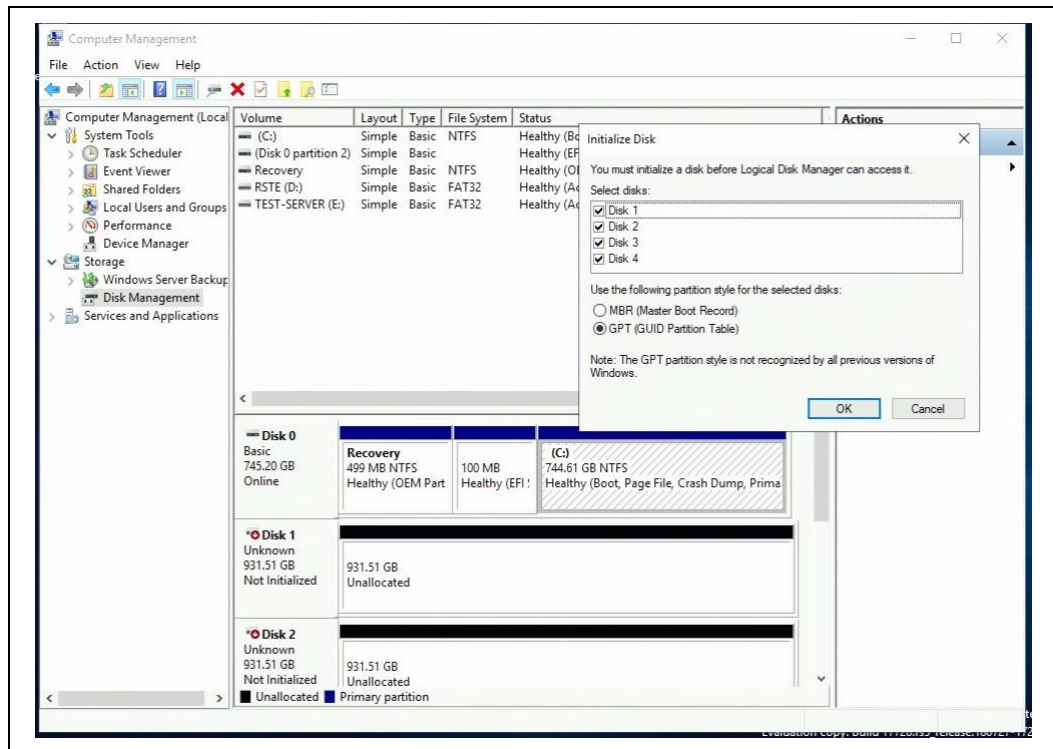 Computer Management
File Action View Help
Computer Management (Local
System Tools
Task Scheduler
Event Viewer
Shared Folders
Local Users and Groups
Performance
Device Manager
Storage
Windows Server Backup
Disk Management
Services and Applications
Volume Layout Type File System Status
(C:) Simple Basic NTFS Healthy (Bo
(Disk 0 partition 2) Simple Basic Healthy (EF
Recovery Simple Basic NTFS Healthy (OE
RSTE (D:) Simple Basic FAT32 Healthy (Ac
TEST-SERVER (E:) Simple Basic FAT32 Healthy (Ac
Actions
Initialize Disk
You must initialize a disk before Logical Disk Manager can access it.
Select disks:
Disk 1
Disk 2
Disk 3
Disk 4
Use the following partition style for the selected disks:
MBR (Master Boot Record)
GPT (GUID Partition Table)
Note: The GPT partition style is not recognized by all previous versions of
Windows.
OK Cancel
Disk 0
Basic
745.20 GB
Online
Recovery
499 MB NTFS
Healthy (OEM Part
100 MB
Healthy (EFI
(C:)
744.61 GB NTFS
Healthy (Boot, Page File, Crash Dump, Prima
Disk 1
Unknown
931.51 GB
Not Initialized
931.51 GB
Unallocated
Disk 2
Unknown
931.51 GB
Not Initialized
931.51 GB
Unallocated
Unallocated Primary partition